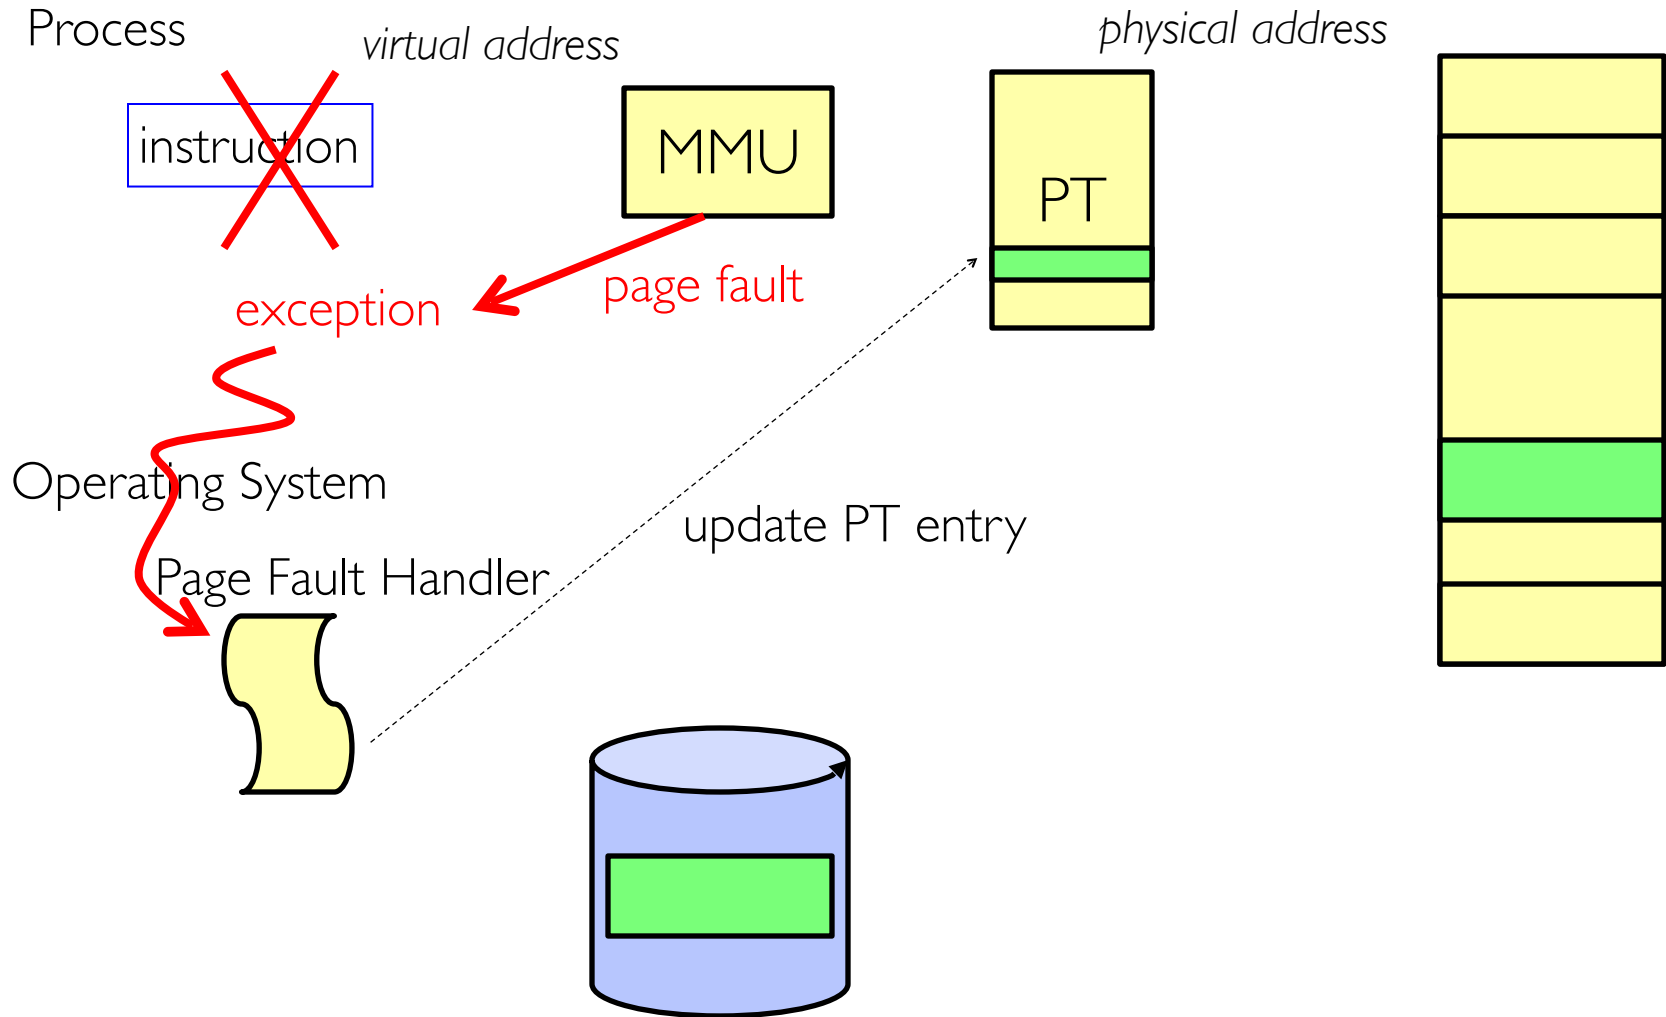 Process
virtual address
physical address
instruction
MMU
PT
page fault
exception
Operating System
update PT entry
Page Fault Handler